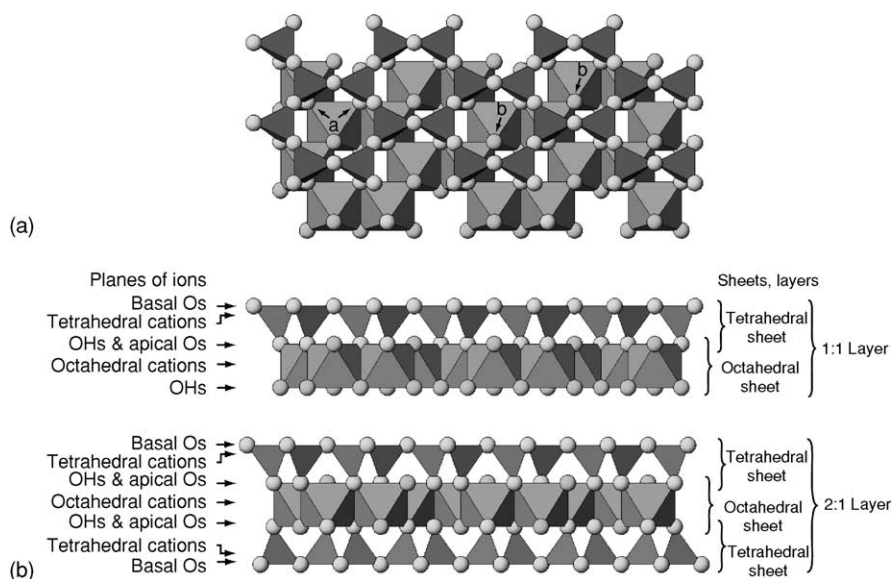 b
b
a
(a)
Planes of ions
Sheets, layers
Basal Os
Tetrahedral cations
OHs & apical Os
Octahedral cations
OHs
Tetrahedral
sheet
Octahedral
sheet
1:1 Layer
Basal Os
Tetrahedral cations
OHs & apical Os
Octahedral cations
OHs & apical Os
Tetrahedral cations
Basal Os
Tetrahedral
sheet
Octahedral
sheet
Tetrahedral
sheet
2:1 Layer
(b)